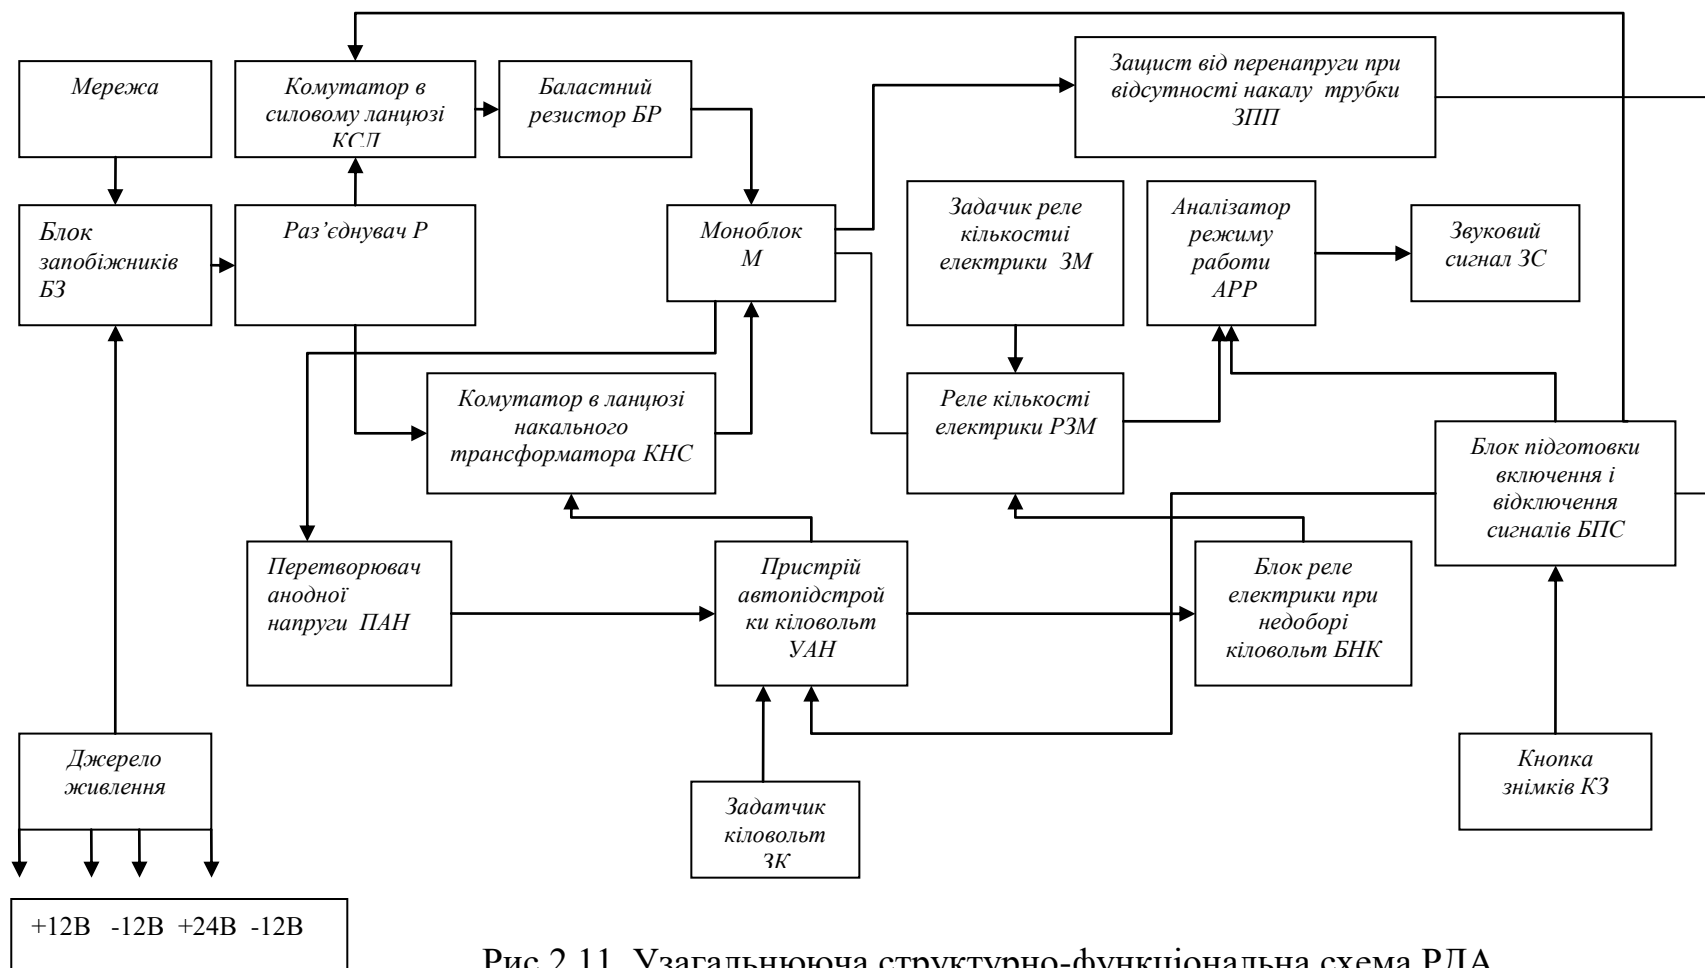 Мережа
Комутатор в
силовому ланцюзі
КСЛ
Баластний
резистор БР
Защист від перенапруги при
відсутності накалу трубки
ЗПП
Блок
запобіжників
БЗ
Раз’єднувач Р
Моноблок
М
Задачик реле
кількостиі
електрики ЗМ
Аналізатор
режиму
работи
АРР
Звуковий
сигнал ЗС
Комутатор в ланцюзі
накального
трансформатора КНС
Реле кількості
електрики РЗМ
Блок підготовки
включення і
відключення
сигналів БПС
Перетворювач
анодної
напруги ПАН
Пристрій
автопідстрой
ки кіловольт
УАН
Блок реле
електрики при
недоборі
кіловольт БНК
Джерело
живлення
Задатчик
кіловольт
ЗК
Кнопка
знімків КЗ
+12В -12В +24В -12В
Рис.2.11. Узагальнююча структурно-функціональна схема РДА